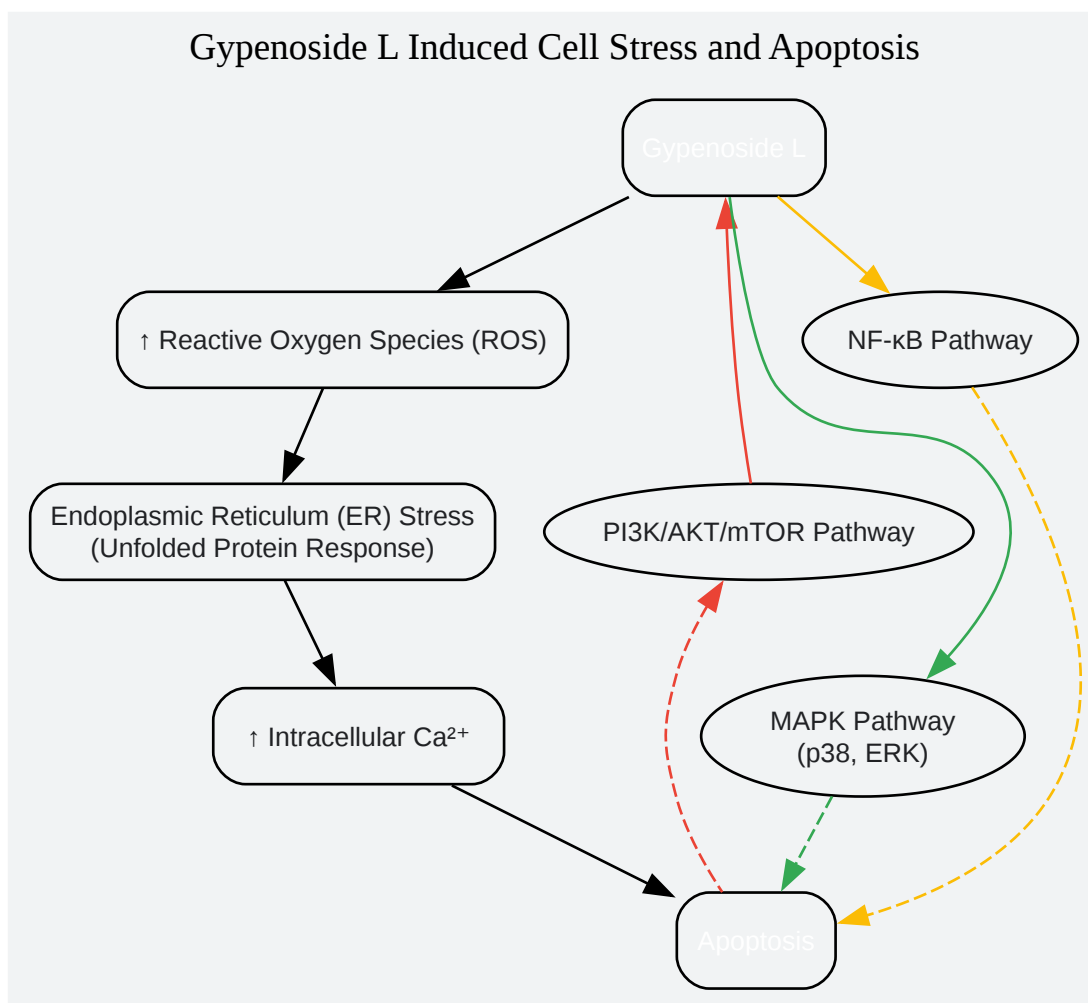 Gypenoside L Induced Cell Stress and Apoptosis
Gypenoside L
↑ Reactive Oxygen Species (ROS)
NF-κB Pathway
Endoplasmic Reticulum (ER) Stress
(Unfolded Protein Response)
PI3K/AKT/mTOR Pathway
↑ Intracellular Ca²⁺
MAPK Pathway
(p38, ERK)
Apoptosis